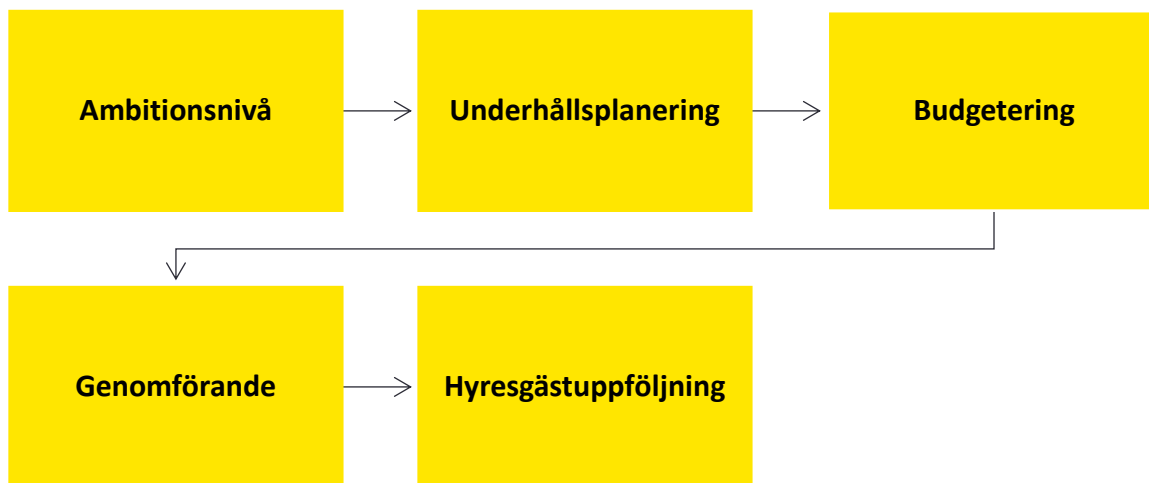 Ambitionsnivå
Underhållsplanering
Budgetering
Genomförande
Hyresgästuppföljning